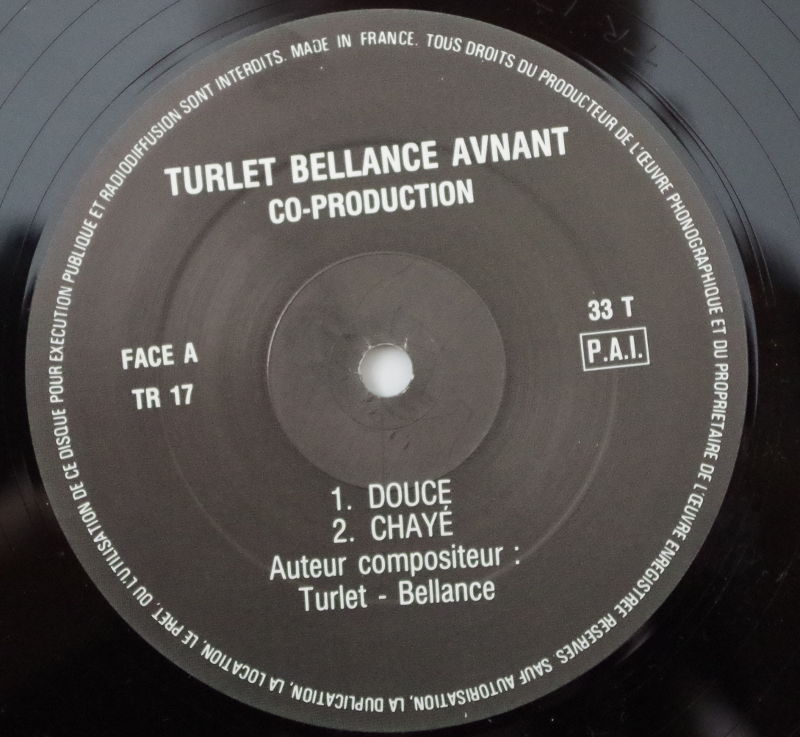 TURLET BELLANCE AVNANT
CO-PRODUCTION
FACE A
TR 17
33 T
P.A.I.
1. DOUCE
2. CHAYÉ
Auteur compositeur :
Turlet - Bellance
MADE IN FRANCE. TOUS DROITS DU PRODUCTEUR DE L'ŒUVRE PHONOGRAPHIQUE ET DU PROPRIETAIRE DE L'ŒUVRE ENREGISTREE RESERVES SAUF AUTORISATION, LA DUPLICATION, LA LOCATION, LE PRET, OU L'UTILISATION DE CE DISQUE POUR EXECUTION PUBLIQUE ET RADIODIFFUSION SONT INTERDITS.